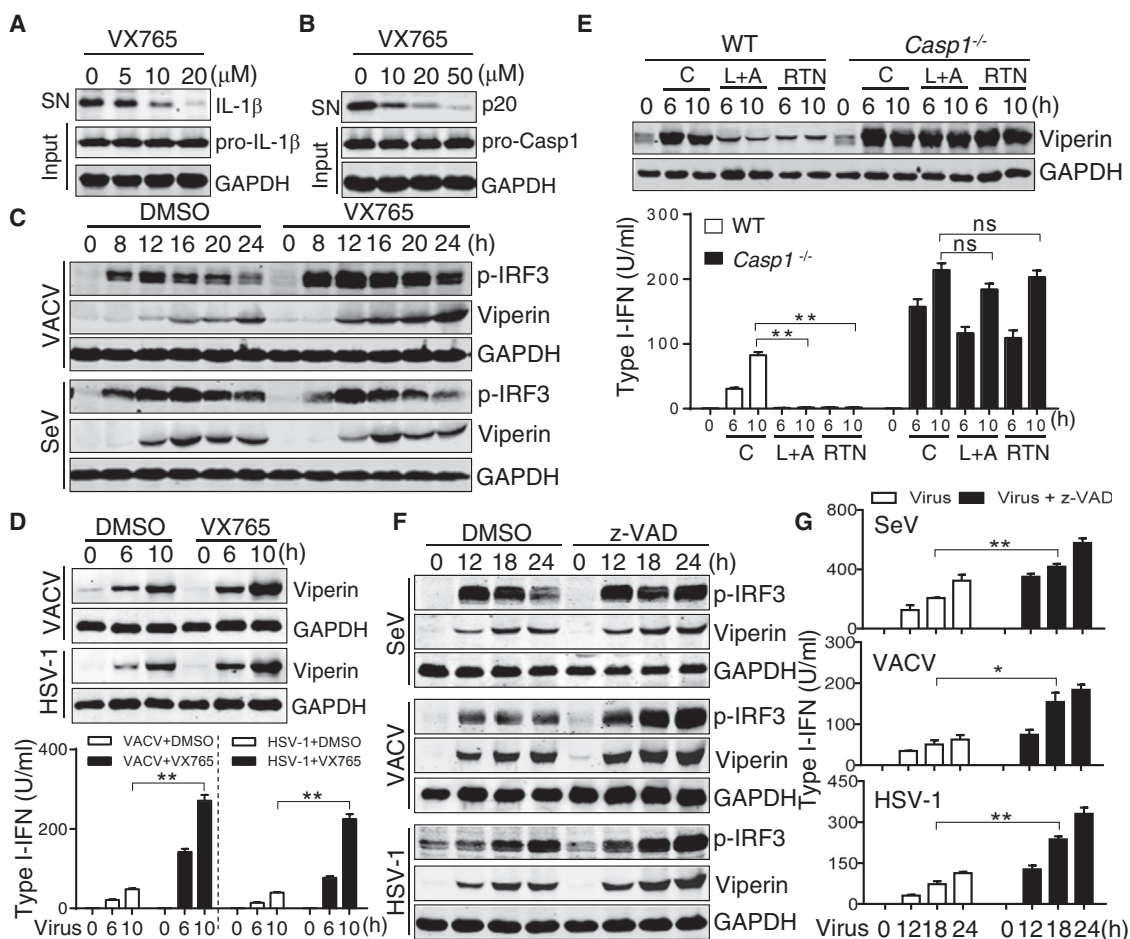 A
VX765
0 5 10 20 (μM)
SN IL-1β
Input pro-IL-1β
GAPDH
B
VX765
0 10 20 50 (μM)
SN p20
Input pro-Casp1
GAPDH
C
DMSO VX765
0 8 12 16 20 24 0 8 12 16 20 24 (h)
VACV p-IRF3
Viperin
GAPDH
SeV p-IRF3
Viperin
GAPDH
D
DMSO VX765
0 6 10 0 6 10 (h)
VACV Viperin
GAPDH
HSV-1 Viperin
GAPDH
Type I-IFN (U/ml)
400
200
0
VACV+DMSO HSV-1+DMSO
VACV+VX765 HSV-1+VX765
** **
Virus 0 6 10 0 6 10 0 6 10 0 6 10 (h)
E
WT Casp1-/-
C L+A RTN C L+A RTN
0 6 10 6 10 6 10 0 6 10 6 10 6 10 (h)
Viperin
GAPDH
Type I-IFN (U/ml)
300
200
100
0
WT
Casp1 -/-
ns
ns
**
**
0 6 10 6 10 6 10 0 6 10 6 10 6 10 (h)
C L+A RTN C L+A RTN
F
DMSO z-VAD
0 12 18 24 0 12 18 24 (h)
SeV p-IRF3
Viperin
GAPDH
VACV p-IRF3
Viperin
GAPDH
HSV-1 p-IRF3
Viperin
GAPDH
G
Virus Virus + z-VAD
Type I-IFN (U/ml)
SeV
800
400
0
**
VACV
300
200
100
0
*
HSV-1
450
300
150
0
**
0 12 18 24 0 12 18 24 (h)